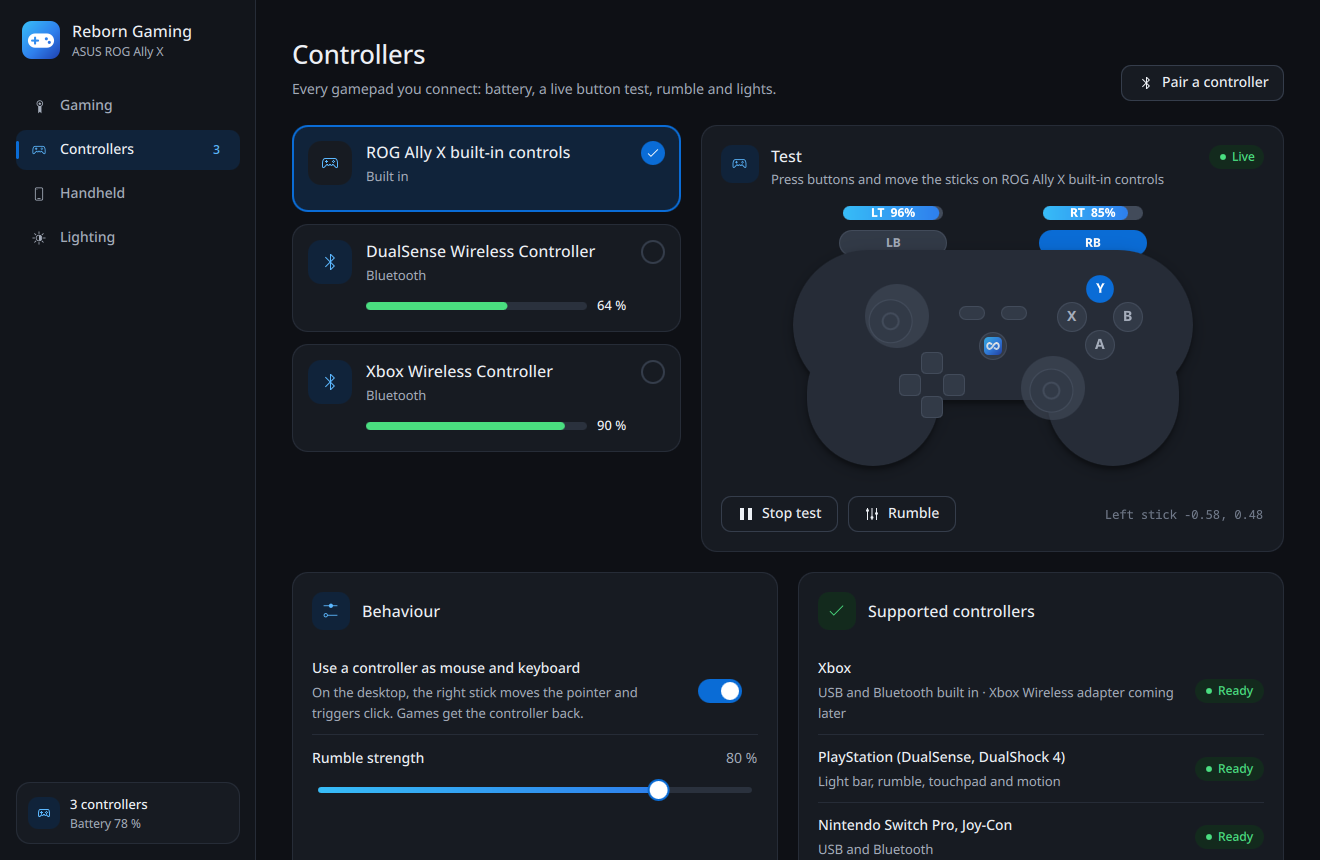 Reborn Gaming
ASUS ROG Ally X
Gaming
Controllers 3
Handheld
Lighting
3 controllers
Battery 78 %
Controllers
Every gamepad you connect: battery, a live button test, rumble and lights.
Pair a controller
ROG Ally X built-in controls
Built in
DualSense Wireless Controller
Bluetooth
64 %
Xbox Wireless Controller
Bluetooth
90 %
Test
Live
Press buttons and move the sticks on ROG Ally X built-in controls
LT 96% RT 85%
LB RB
Y
X B
A
Stop test Rumble Left stick -0.58, 0.48
Behaviour
Use a controller as mouse and keyboard
On the desktop, the right stick moves the pointer and
triggers click. Games get the controller back.
Rumble strength 80 %
Supported controllers
Xbox
USB and Bluetooth built in · Xbox Wireless adapter coming
later
Ready
PlayStation (DualSense, DualShock 4)
Light bar, rumble, touchpad and motion
Ready
Nintendo Switch Pro, Joy-Con
USB and Bluetooth
Ready